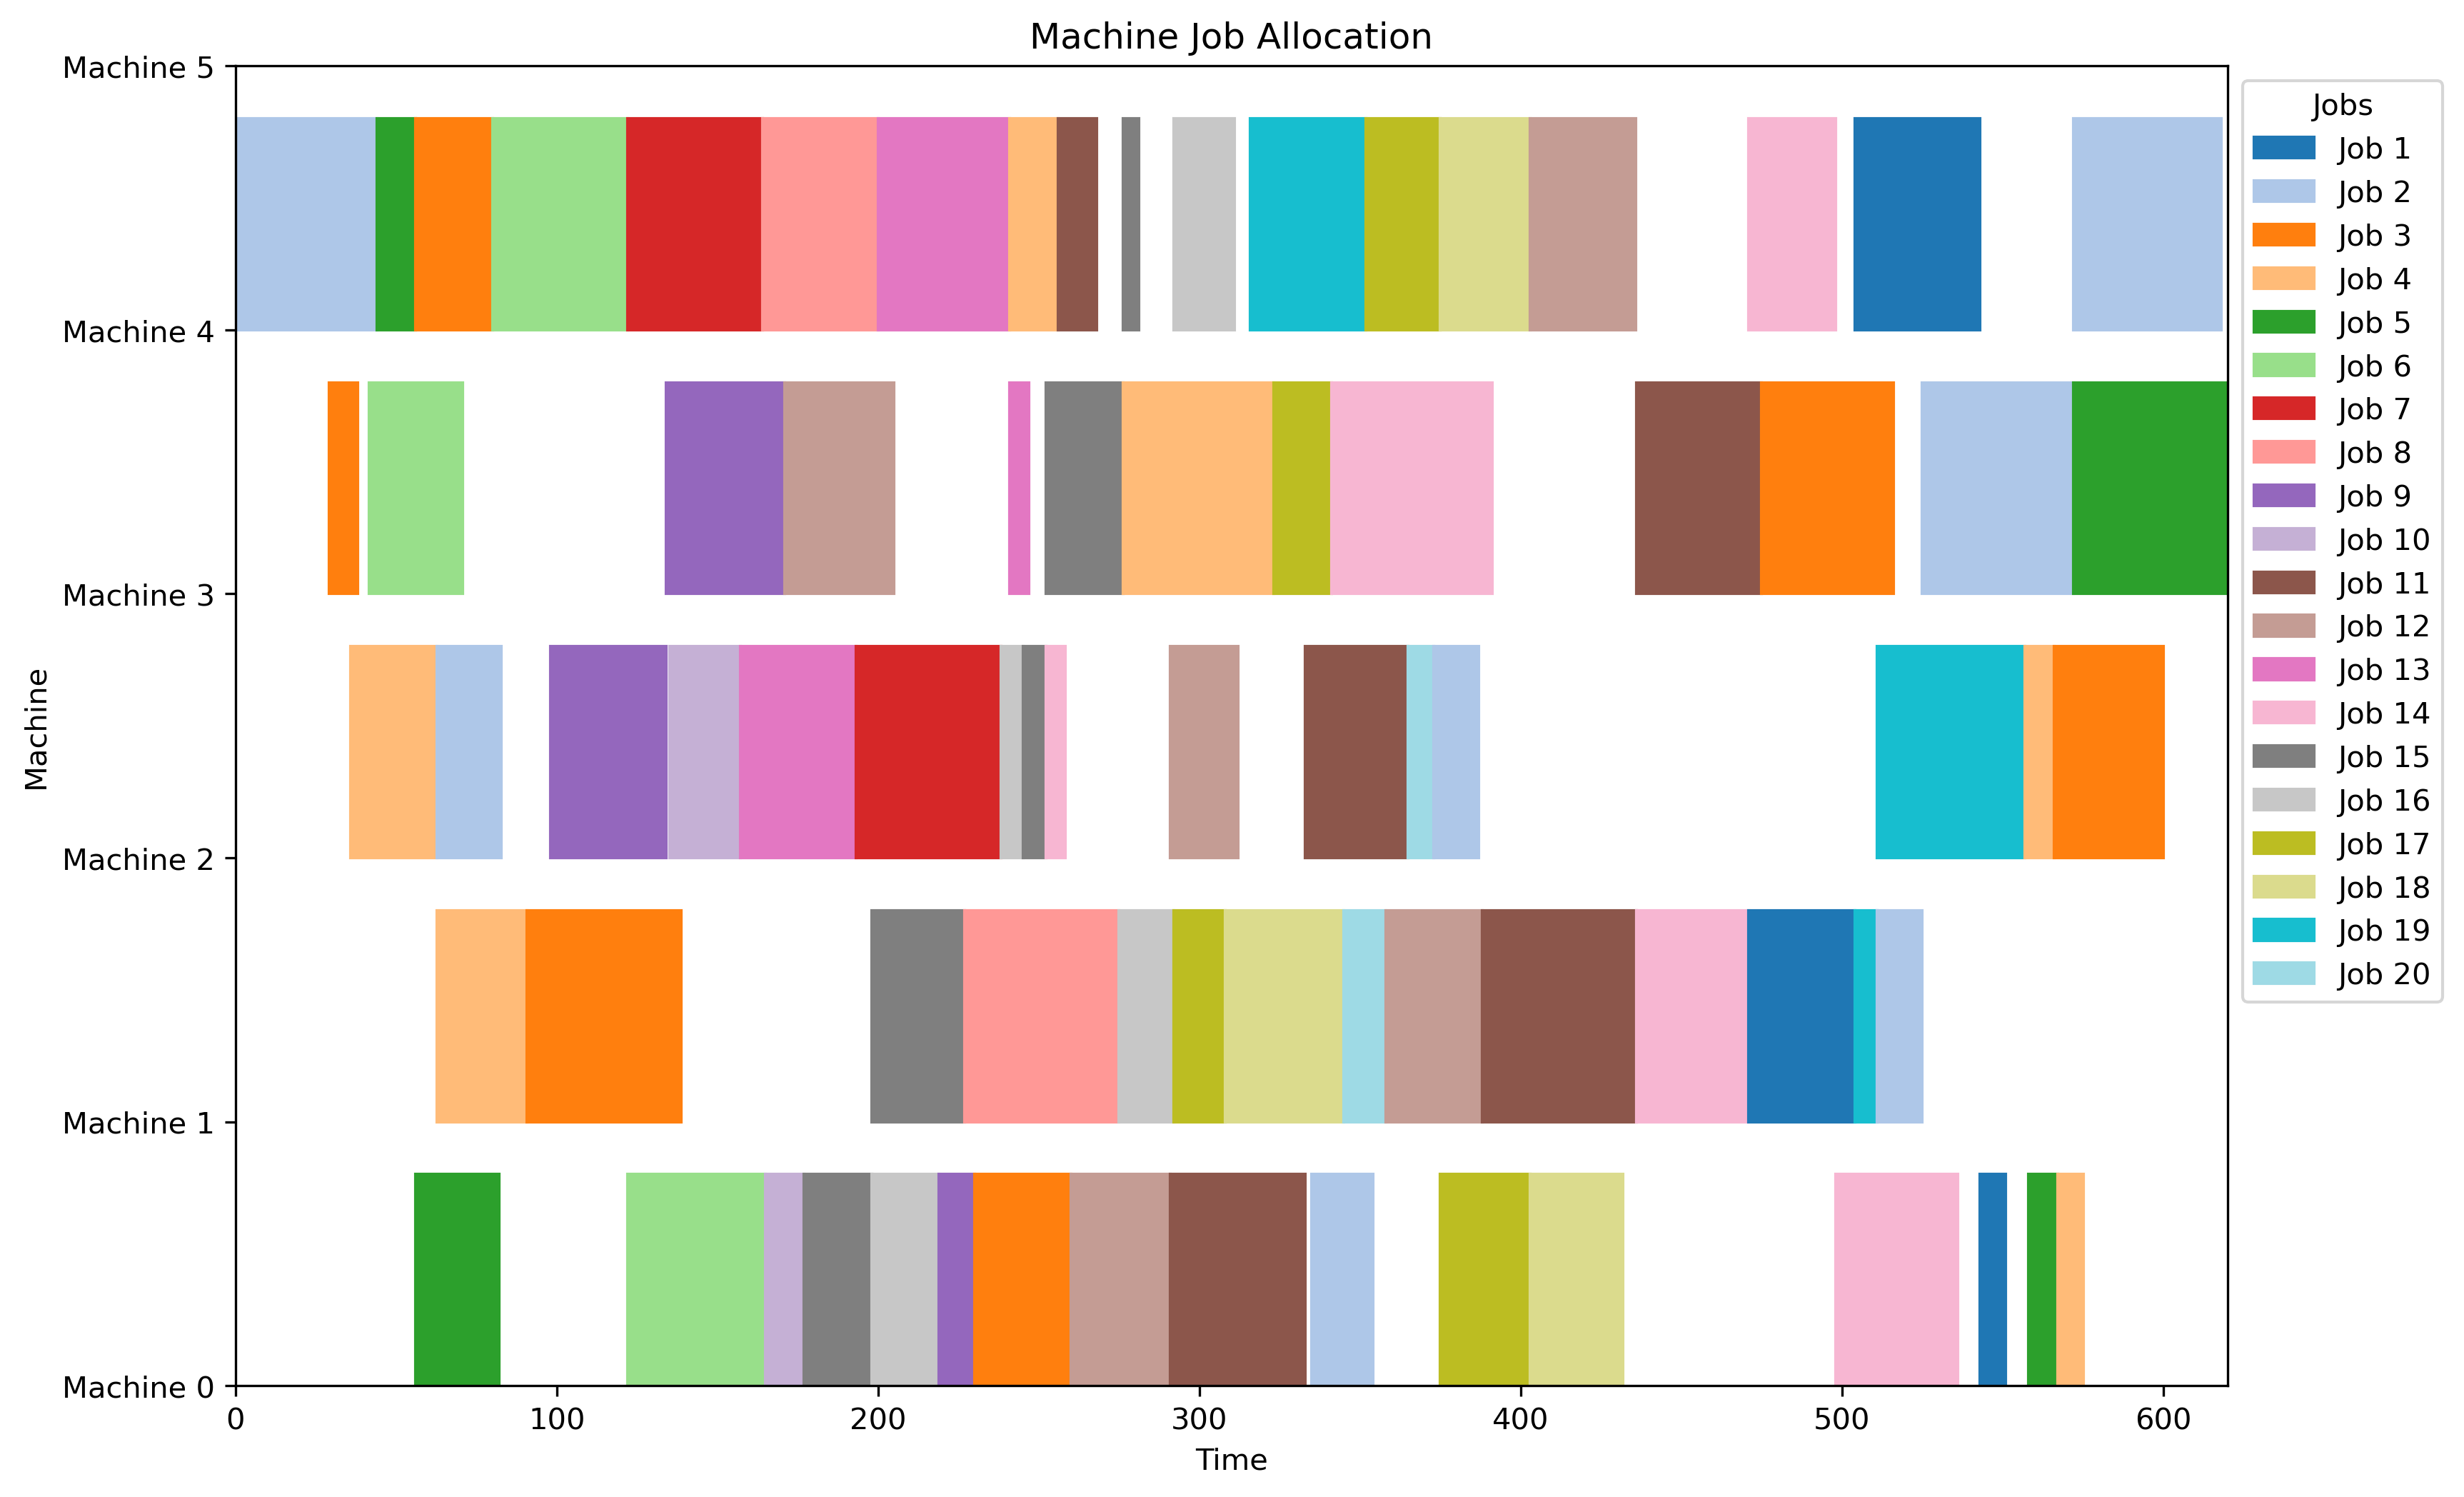 Machine Job Allocation
Machine 5
Machine 4
Machine 3
Machine 2
Machine 1
Machine 0
Machine
0 100 200 300 400 500 600
Time
Jobs
Job 1
Job 2
Job 3
Job 4
Job 5
Job 6
Job 7
Job 8
Job 9
Job 10
Job 11
Job 12
Job 13
Job 14
Job 15
Job 16
Job 17
Job 18
Job 19
Job 20